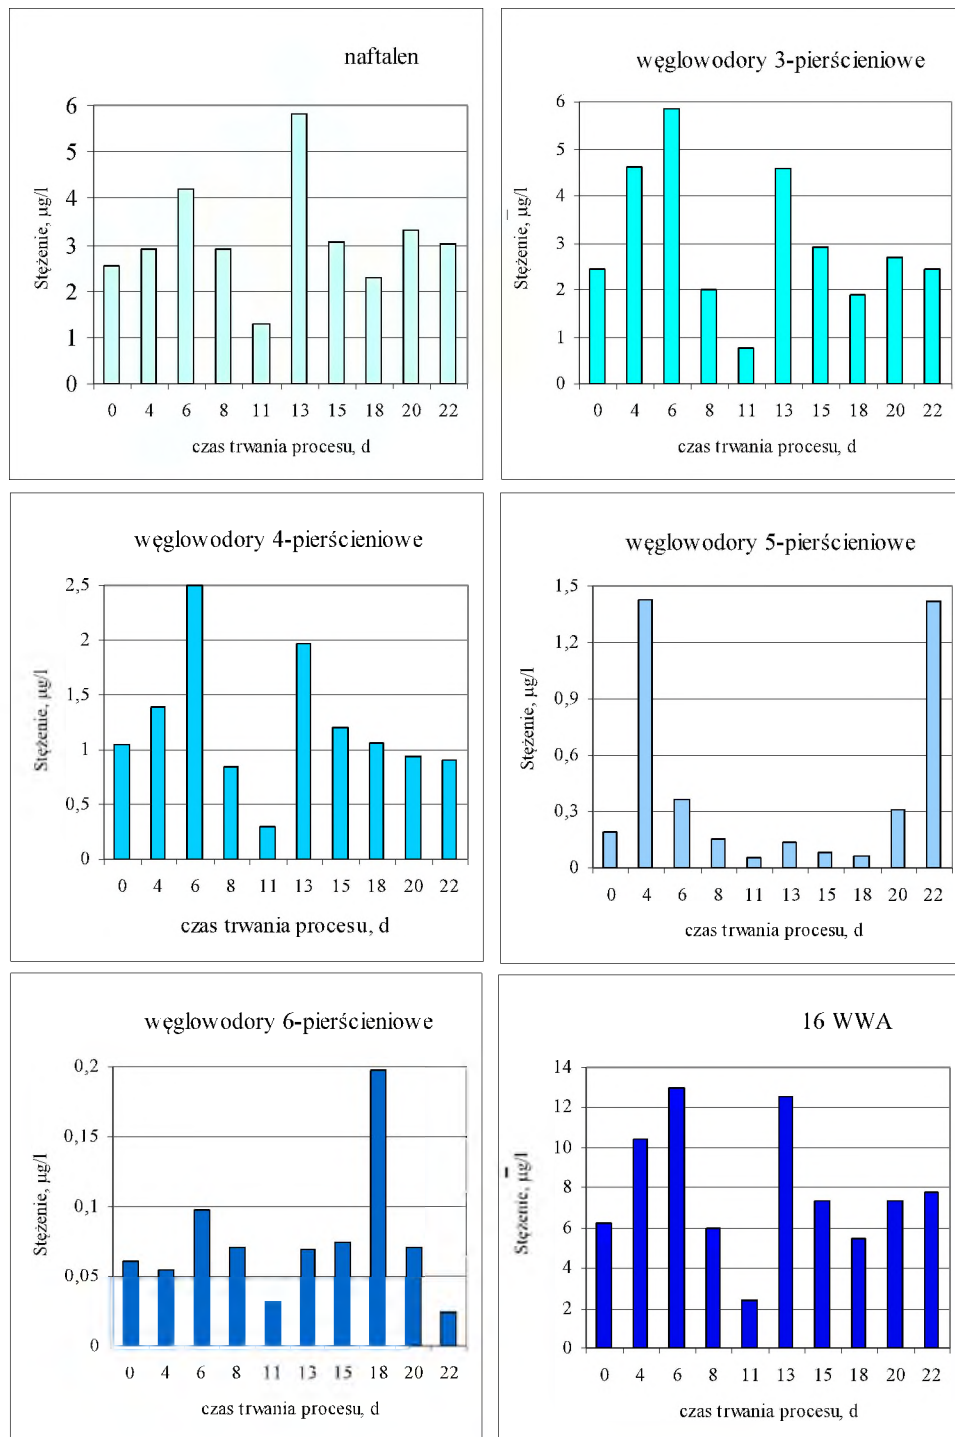 naftalen
Stężenie, µg/l
6
5
4
3
2
1
0
0 4 6 8 11 13 15 18 20 22
czas trwania procesu, d
węglowodory 3-pierścieniowe
Stężenie, µg/l
6
5
4
3
2
1
0
0 4 6 8 11 13 15 18 20 22
czas trwania procesu, d
węglowodory 4-pierścieniowe
Stężenie, µg/l
2,5
2
1,5
1
0,5
0
0 4 6 8 11 13 15 18 20 22
czas trwania procesu, d
węglowodory 5-pierścieniowe
Stężenie, µg/l
1,5
1,2
0,9
0,6
0,3
0
0 4 6 8 11 13 15 18 20 22
czas trwania procesu, d
węglowodory 6-pierścieniowe
Stężenie, µg/l
0,2
0,15
0,1
0,05
0
0 4 6 8 11 13 15 18 20 22
czas trwania procesu, d
16 WWA
Stężenie, µg/l
14
12
10
8
6
4
2
0
0 4 6 8 11 13 15 18 20 22
czas trwania procesu, d